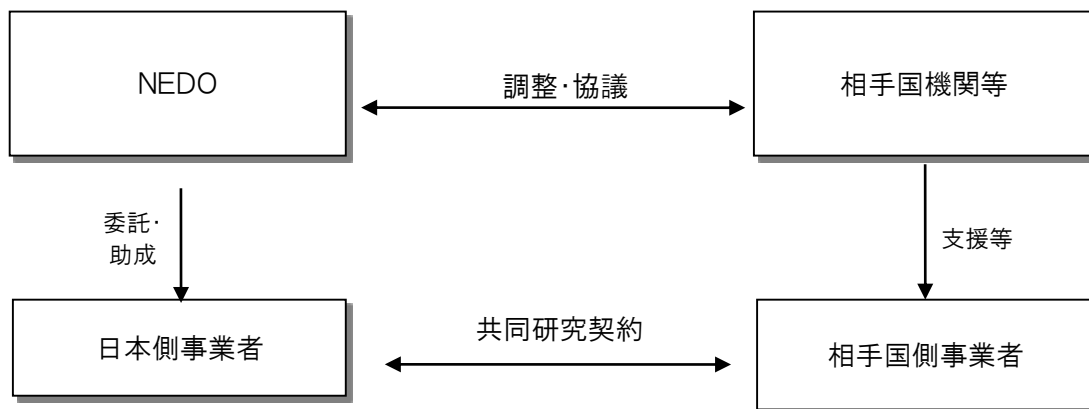 NEDO
調整・協議
相手国機関等
委託・
助成
支援等
日本側事業者
共同研究契約
相手国側事業者